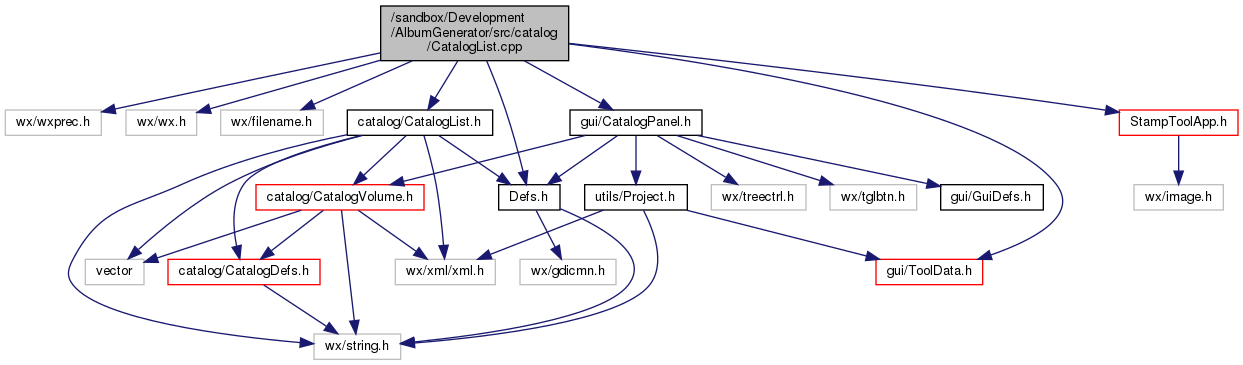 /sandbox/Development
/AlbumGenerator/src/catalog
/CatalogList.cpp
wx/wxprec.h
wx/wx.h
wx/filename.h
catalog/CatalogList.h
gui/CatalogPanel.h
StampToolApp.h
catalog/CatalogVolume.h
Defs.h
utils/Project.h
wx/treectrl.h
wx/tglbtn.h
gui/GuiDefs.h
wx/image.h
vector
catalog/CatalogDefs.h
wx/xml/xml.h
wx/gdicmn.h
gui/ToolData.h
wx/string.h